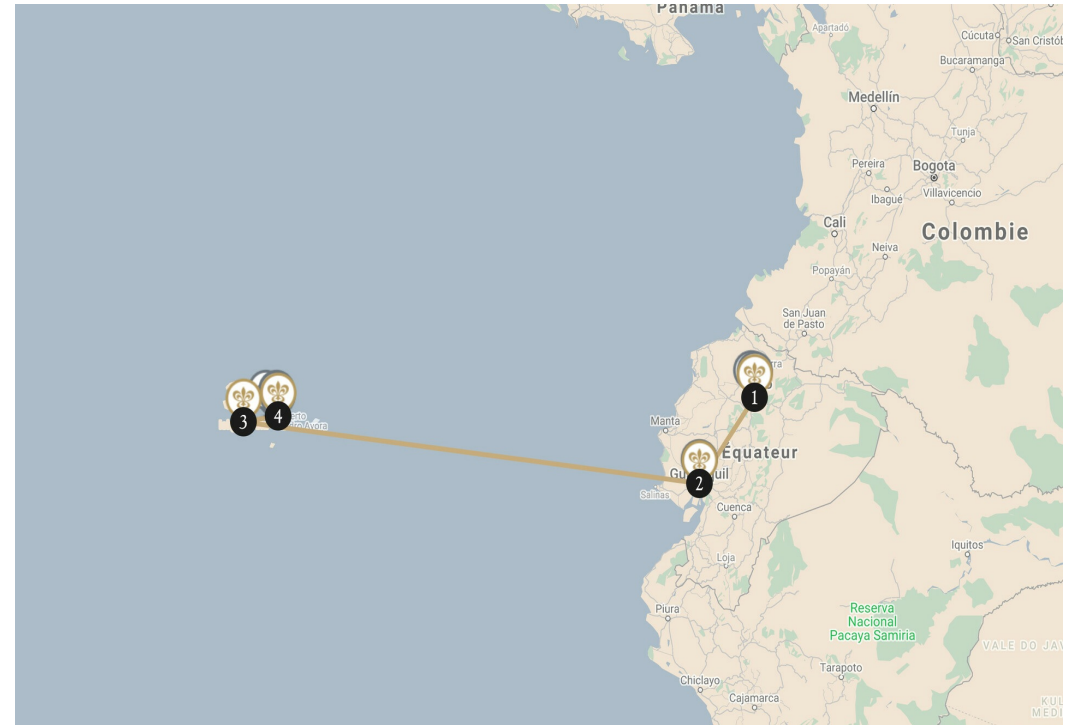 Panama
Apartadó
Cúcuta
San Cristób
Bucaramanga
Medellín
Tunja
Pereira
Bogota
Ibagué
Villavicencio
Cali
Colombie
Neiva
Popayán
San Juan
de Pasto
1
3
4
Manta
Équateur
2
Salinas
Cuenca
Loja
Iquitos
Piura
Reserva
Nacional
Pacaya Samiria
VALE DO JAV
Tarapoto
Chiclayo
Cajamarca
KUL
MEDI